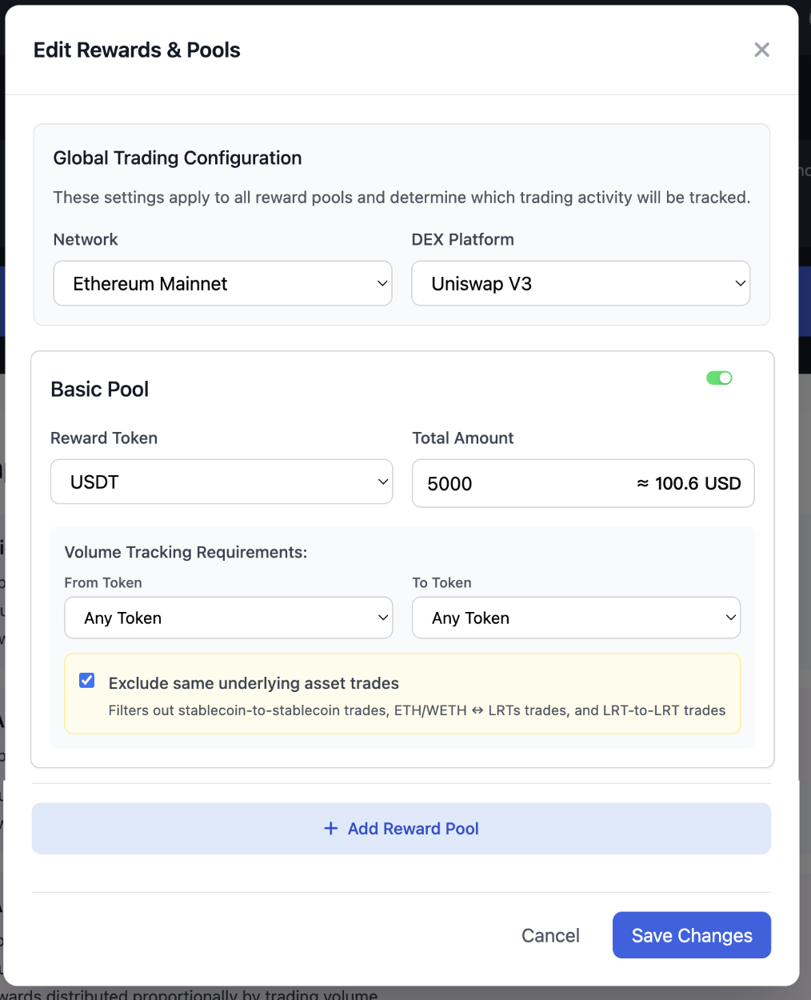 Edit Rewards & Pools
Global Trading Configuration
These settings apply to all reward pools and determine which trading activity will be tracked.
Network
DEX Platform
Ethereum Mainnet
Uniswap V3
Basic Pool
Reward Token
Total Amount
USDT
5000
≈ 100.6 USD
Volume Tracking Requirements:
From Token
To Token
Any Token
Any Token
Exclude same underlying asset trades
Filters out stablecoin-to-stablecoin trades, ETH/WETH ↔ LRTs trades, and LRT-to-LRT trades
+ Add Reward Pool
Cancel
Save Changes
distributed proportionally by trading volume